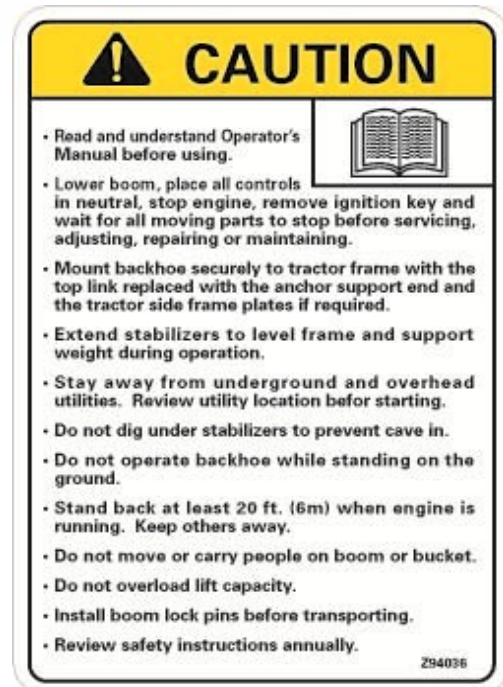 CAUTION
• Read and understand Operator's
Manual before using.
• Lower boom, place all controls
in neutral, stop engine, remove ignition key and
wait for all moving parts to stop before servicing,
adjusting, repairing or maintaining.
• Mount backhoe securely to tractor frame with the
top link replaced with the anchor support end and
the tractor side frame plates if required.
• Extend stabilizers to level frame and support
weight during operation.
• Stay away from underground and overhead
utilities. Review utility location befor starting.
• Do not dig under stabilizers to prevent cave in.
• Do not operate backhoe while standing on the
ground.
• Stand back at least 20 ft. (6m) when engine is
running. Keep others away.
• Do not move or carry people on boom or bucket.
• Do not overload lift capacity.
• Install boom lock pins before transporting.
• Review safety instructions annually.
Z94036